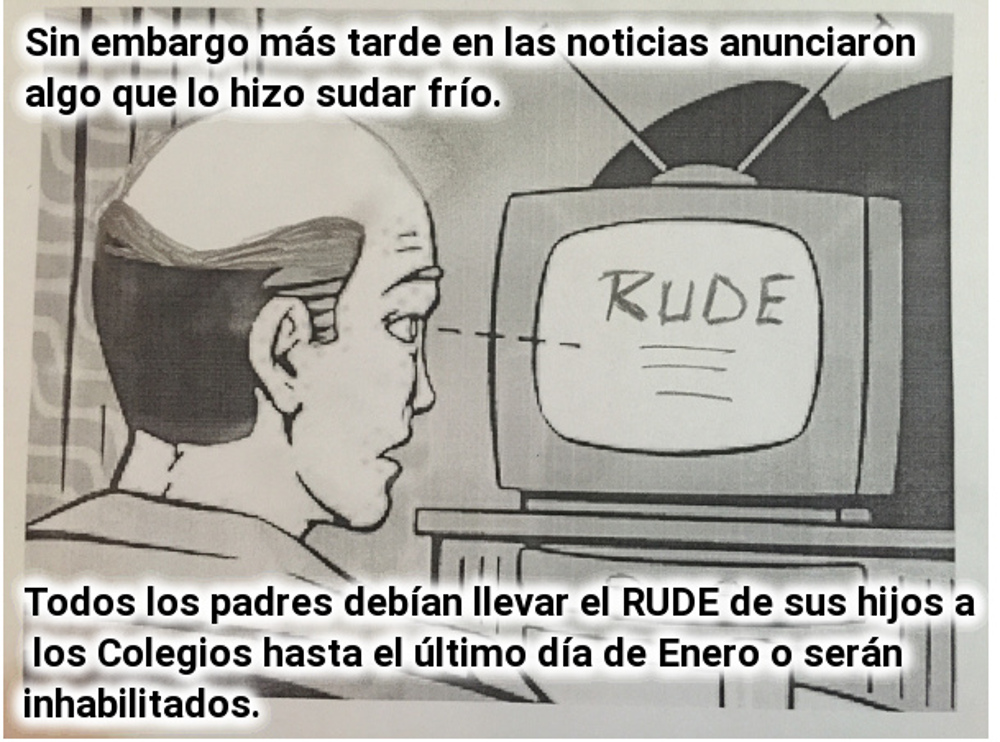 Sin embargo más tarde en las noticias anunciaron
algo que lo hizo sudar frío.
RUDE
Todos los padres debían llevar el RUDE de sus hijos a
los Colegios hasta el último día de Enero o serán
inhabilitados.